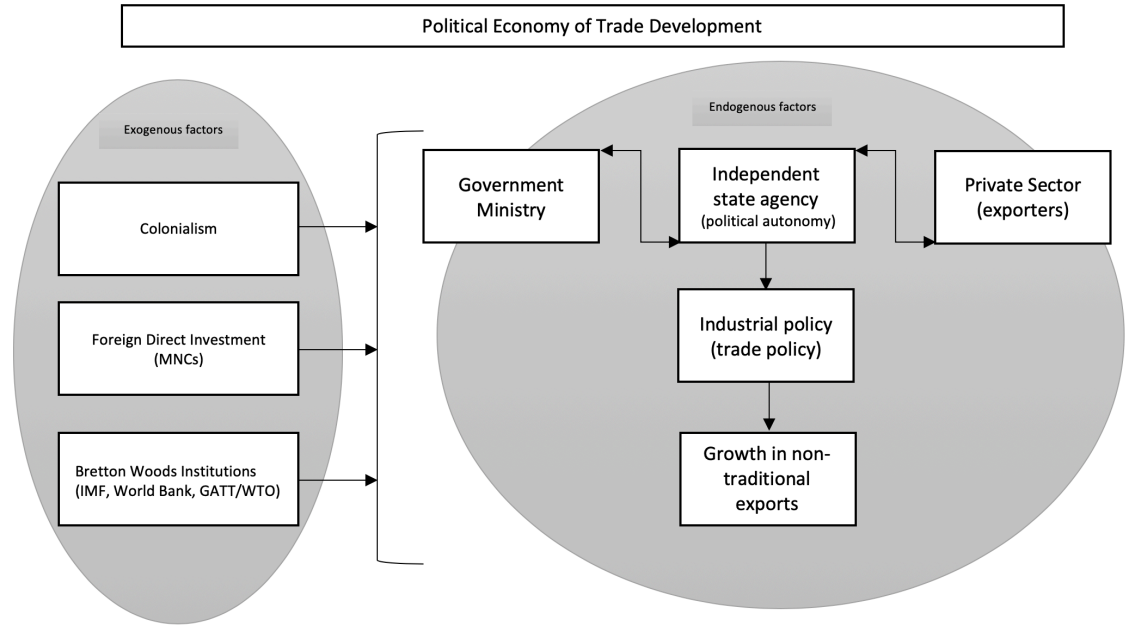 Political Economy of Trade Development
Exogenous factors
Colonialism
Foreign Direct Investment
(MNCs)
Bretton Woods Institutions
(IMF, World Bank, GATT/WTO)
Endogenous factors
Government
Ministry
Independent
state agency
(political autonomy)
Private Sector
(exporters)
Industrial policy
(trade policy)
Growth in non-
traditional
exports